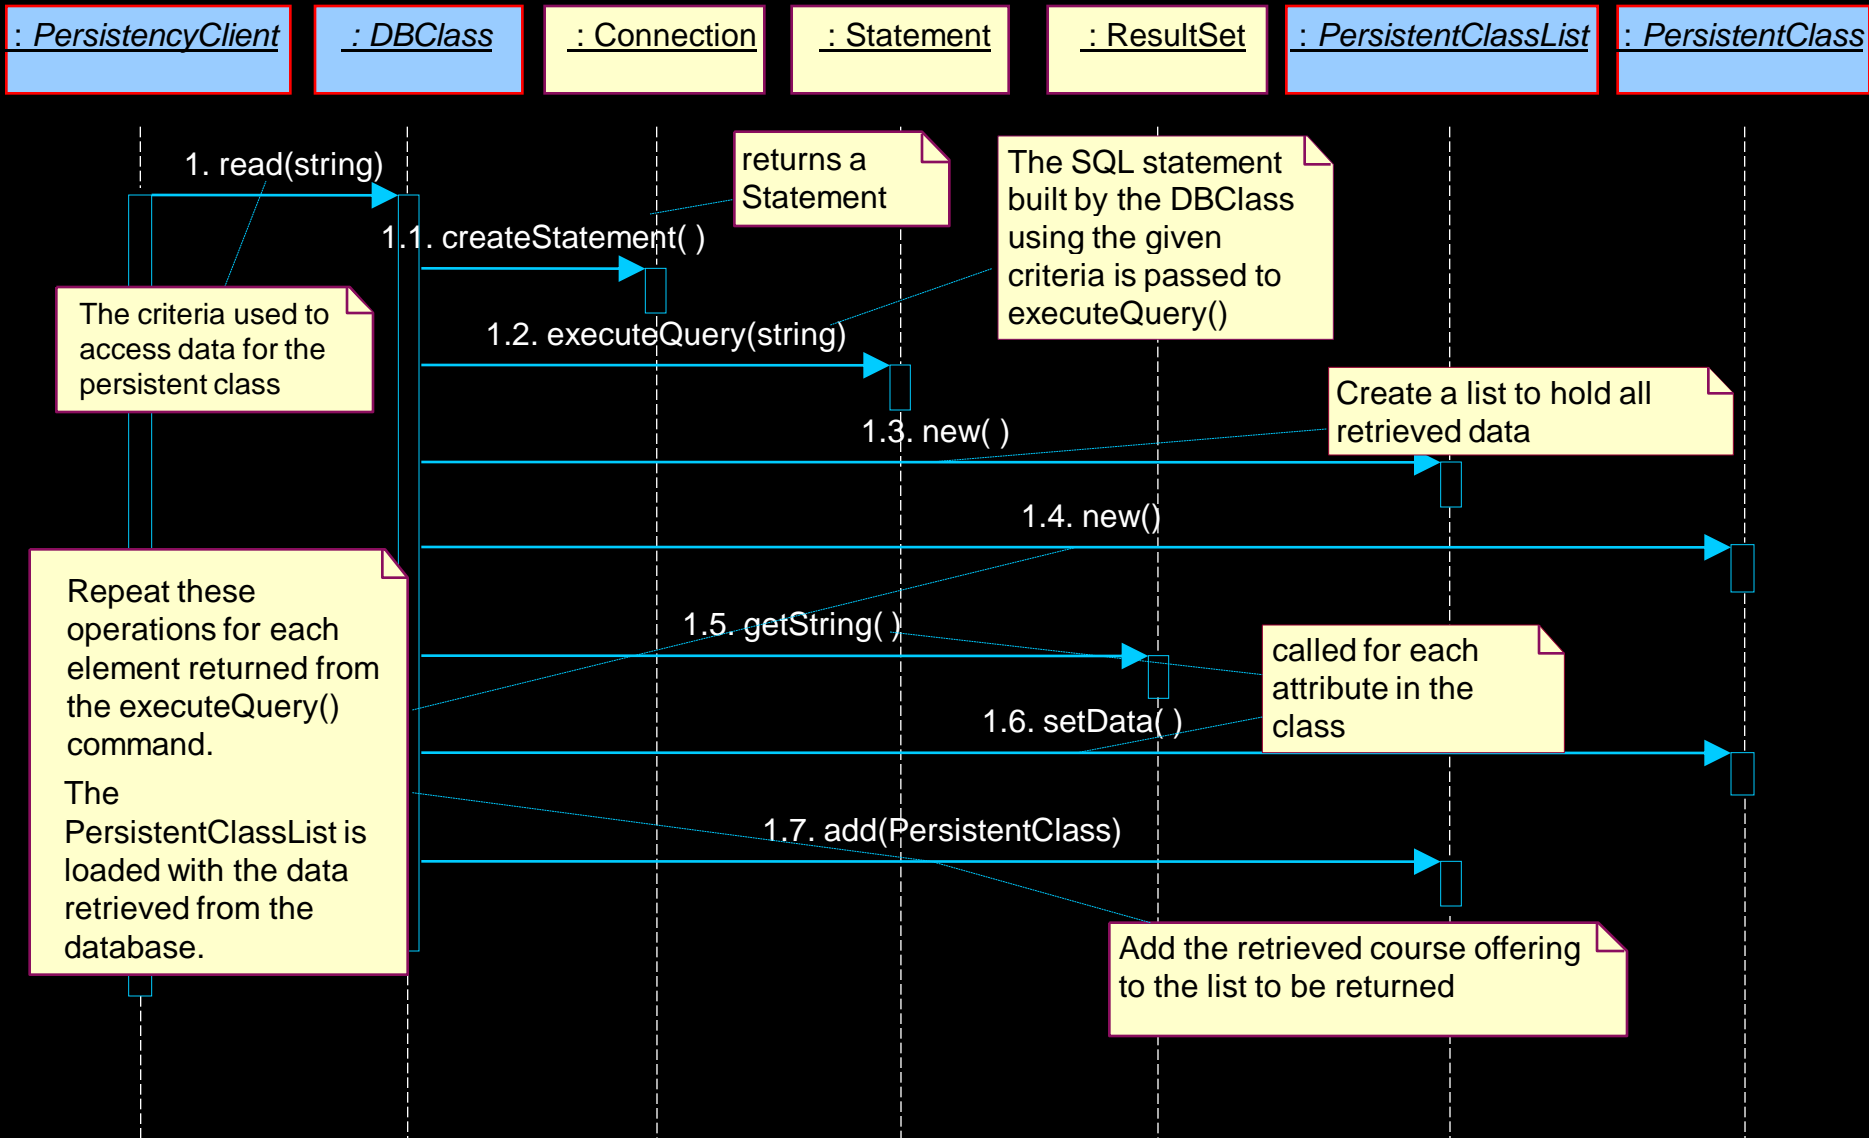 : PersistencyClient
: DBClass
: Connection
: Statement
: ResultSet
: PersistentClassList
: PersistentClass
1. read(string)
returns a
Statement
The SQL statement
built by the DBClass
using the given
criteria is passed to
executeQuery()
1.1. createStatement( )
The criteria used to
access data for the
persistent class
1.2. executeQuery(string)
Create a list to hold all
retrieved data
1.3. new( )
1.4. new()
Repeat these
operations for each
element returned from
the executeQuery()
command.
The
PersistentClassList is
loaded with the data
retrieved from the
database.
1.5. getString( )
called for each
attribute in the
class
1.6. setData( )
1.7. add(PersistentClass)
Add the retrieved course offering
to the list to be returned